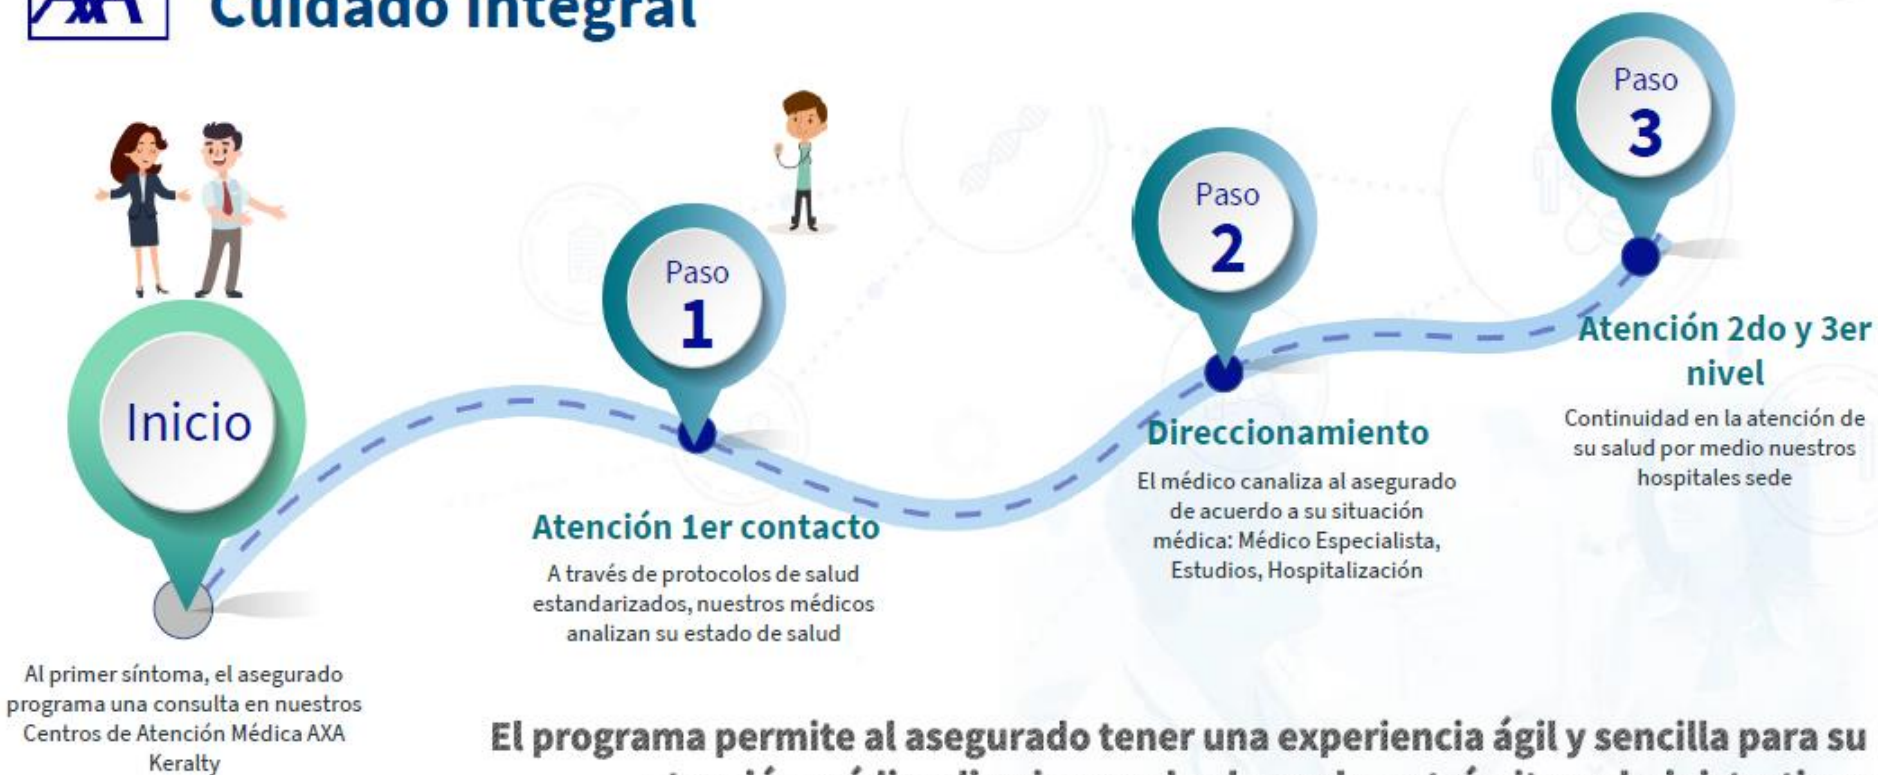 AXA
Cuidado Integral
Paso
3
Paso
2
Paso
1
Inicio
Atención 2do y 3er
nivel
Continuidad en la atención de
su salud por medio nuestros
hospitales sede
Direccionamiento
El médico canaliza al asegurado
de acuerdo a su situación
médica: Médico Especialista,
Estudios, Hospitalización
Atención 1er contacto
A través de protocolos de salud
estandarizados, nuestros médicos
analizan su estado de salud
Al primer síntoma, el asegurado
programa una consulta en nuestros
Centros de Atención Médica AXA
Keralty
El programa permite al asegurado tener una experiencia ágil y sencilla para su